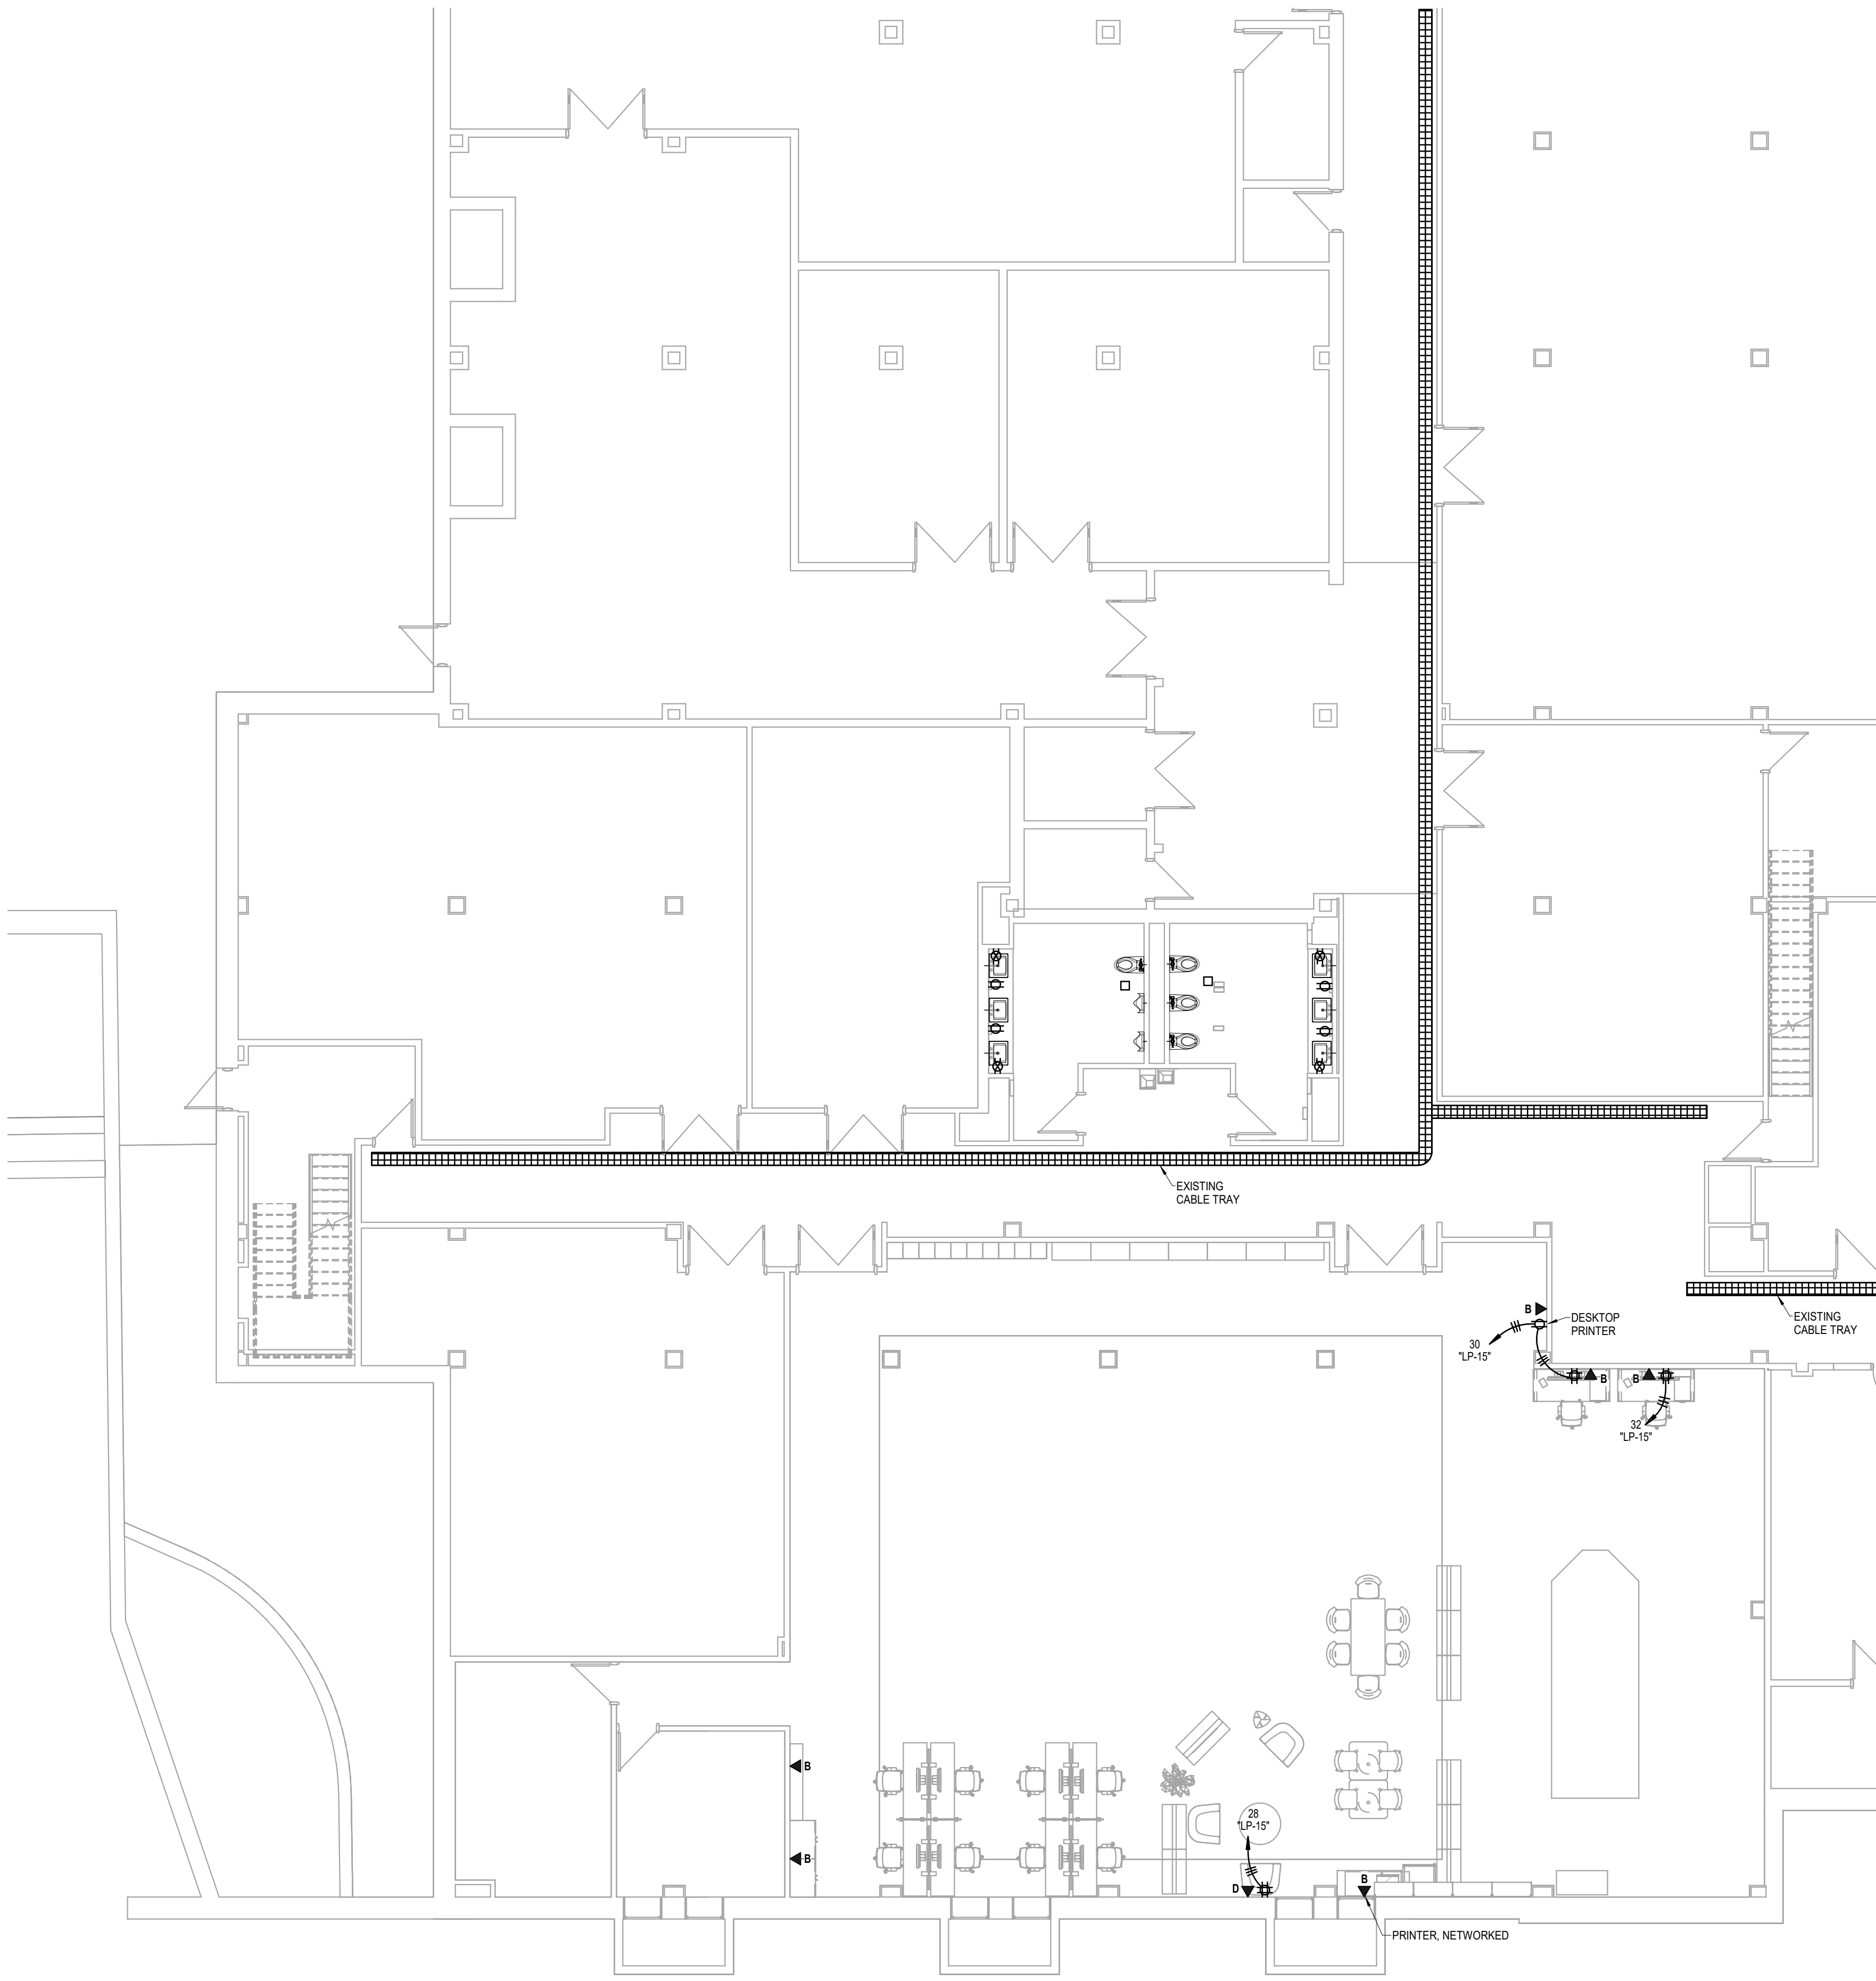 EXISTING
CABLE TRAY
B
DESKTOP
PRINTER
EXISTING
CABLE TRAY
30
"LP-15"
B
B
32
"LP-15"
B
28
"LP-15"
B
D
B
PRINTER, NETWORKED